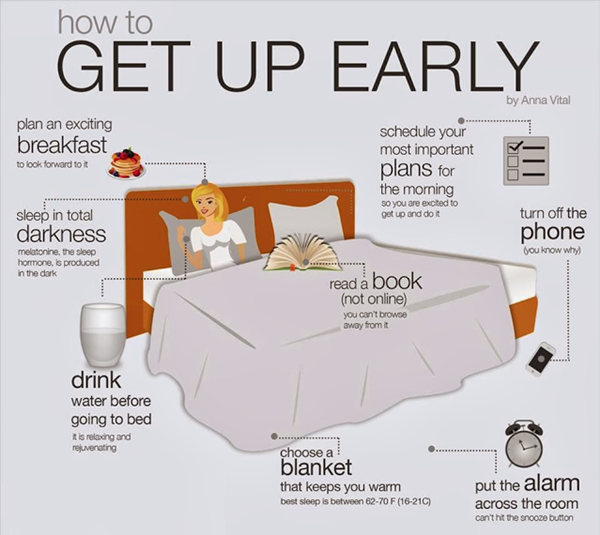 how to
GET UP EARLY
by Anna Vital
plan an exciting
breakfast
to look forward to it
schedule your
most important
plans for
the morning
so you are excited to
get up and do it
sleep in total
darkness
melatonine, the sleep
hormone, is produced
in the dark
turn off the
phone
(you know why)
read a book
(not online)
you can't browse
away from it
drink
water before
going to bed
it is relaxing and
rejuvenating
choose a
blanket
that keeps you warm
best sleep is between 62-70 F (16-21C)
put the alarm
across the room
can't hit the snooze button